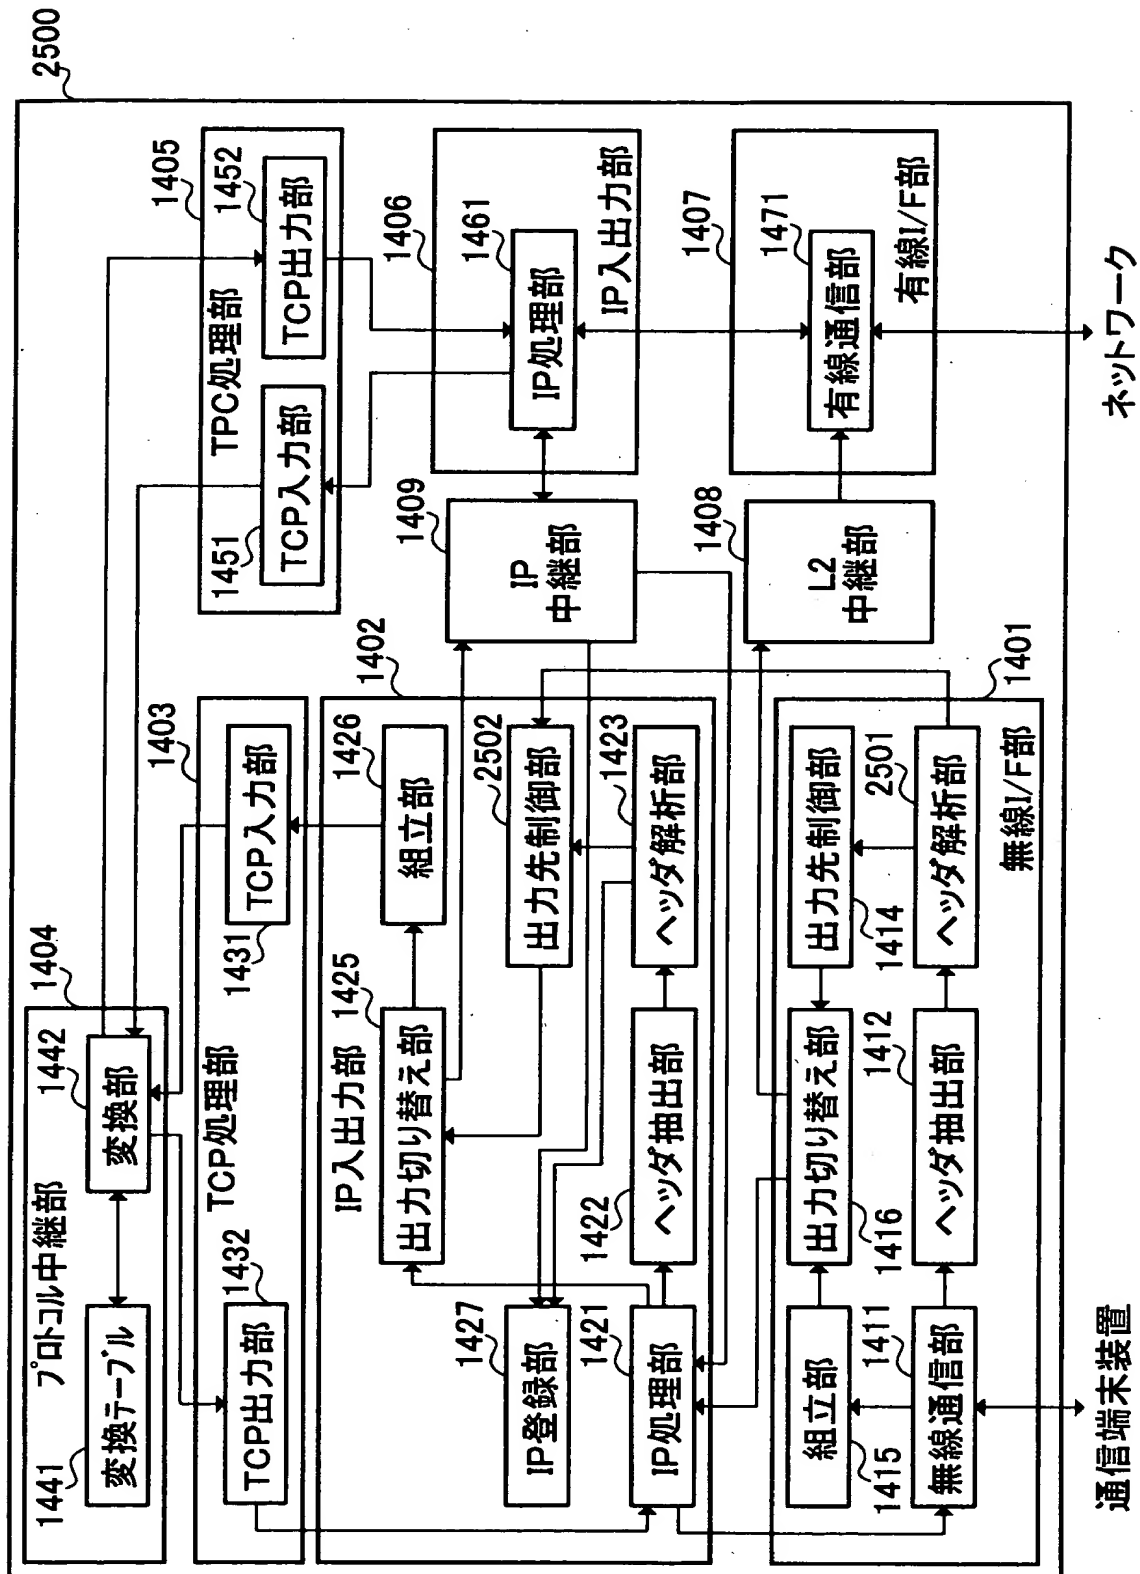 2500
プロトコル中継部
1404
1441
変換テーブル
1442
変換部
TCP処理部
1403
1432
TCP出力部
1431
TCP入力部
TPC処理部
1405
1451
TCP入力部
1452
TCP出力部
IP入出力部
1402
1425
出力切り替え部
1426
組立部
1427
IP登録部
2502
出力先制御部
1421
IP処理部
1422
ヘッダ抽出部
1423
ヘッダ解析部
1409
IP
中継部
1406
1461
IP処理部
IP入出力部
1401
組立部
1415
出力切り替え部
1416
出力先制御部
1414
1411
無線通信部
1412
ヘッダ抽出部
2501
ヘッダ解析部
無線I/F部
1408
L2
中継部
1407
1471
有線通信部
有線I/F部
通信端末装置
ネットワーク